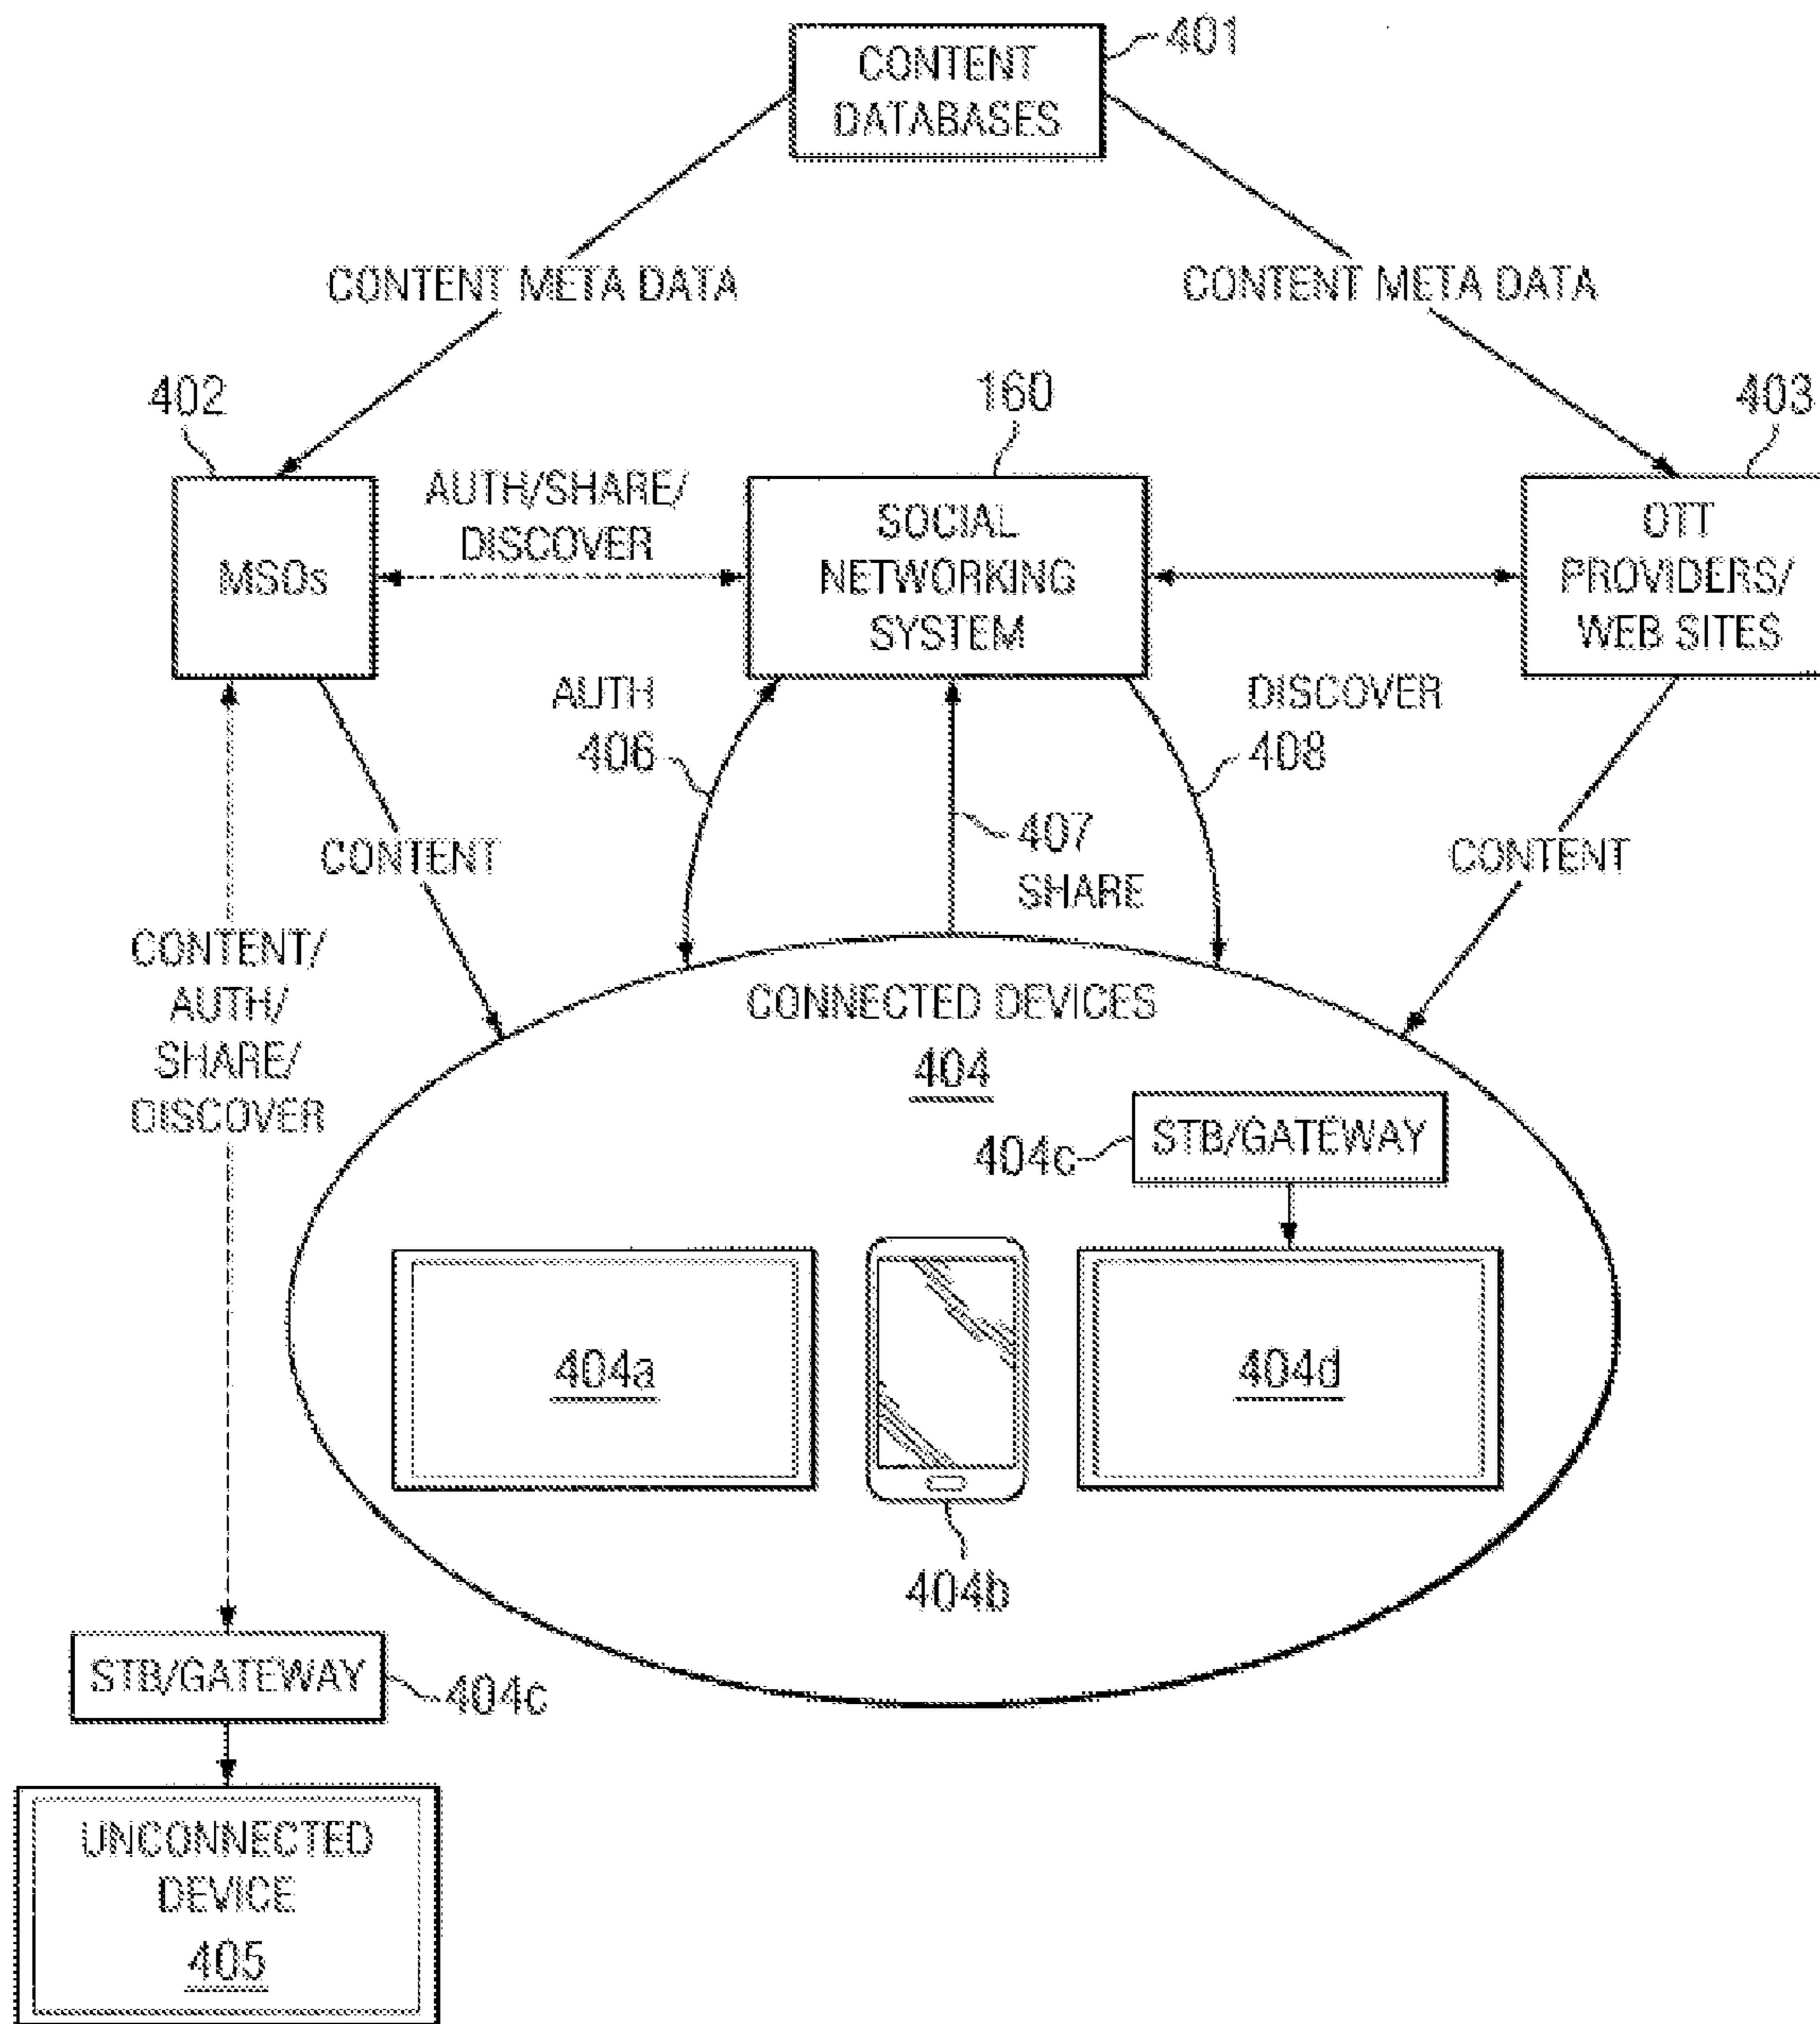 401
CONTENT
DATABASES
CONTENT META DATA
CONTENT META DATA
402
160
403
MSOs
AUTH/SHARE/
DISCOVER
SOCIAL
NETWORKING
SYSTEM
OTT
PROVIDERS/
WEB SITES
AUTH
406
DISCOVER
408
407
SHARE
CONTENT
CONTENT
CONTENT/
AUTH/
SHARE/
DISCOVER
CONNECTED DEVICES
404
404c
STB/GATEWAY
404a
404d
404b
STB/GATEWAY
404c
UNCONNECTED
DEVICE
405